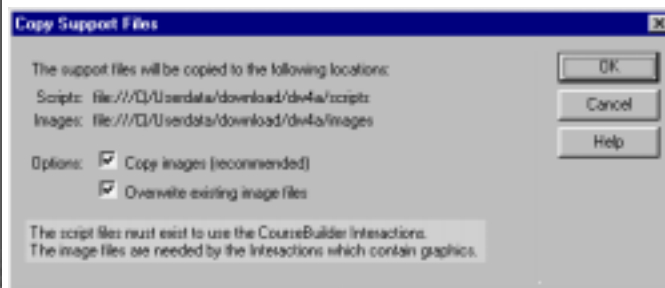 Copy Support Files
The support files will be copied to the following locations:
OK
Scripts: file:///C|/Userdata/download/dw4a/scripts
Cancel
Images: file:///C|/Userdata/download/dw4a/images
Help
Options: Copy images (recommended)
Overwrite existing image files
The script files must exist to use the CourseBuilder Interactions.
The image files are needed by the Interactions which contain graphics.